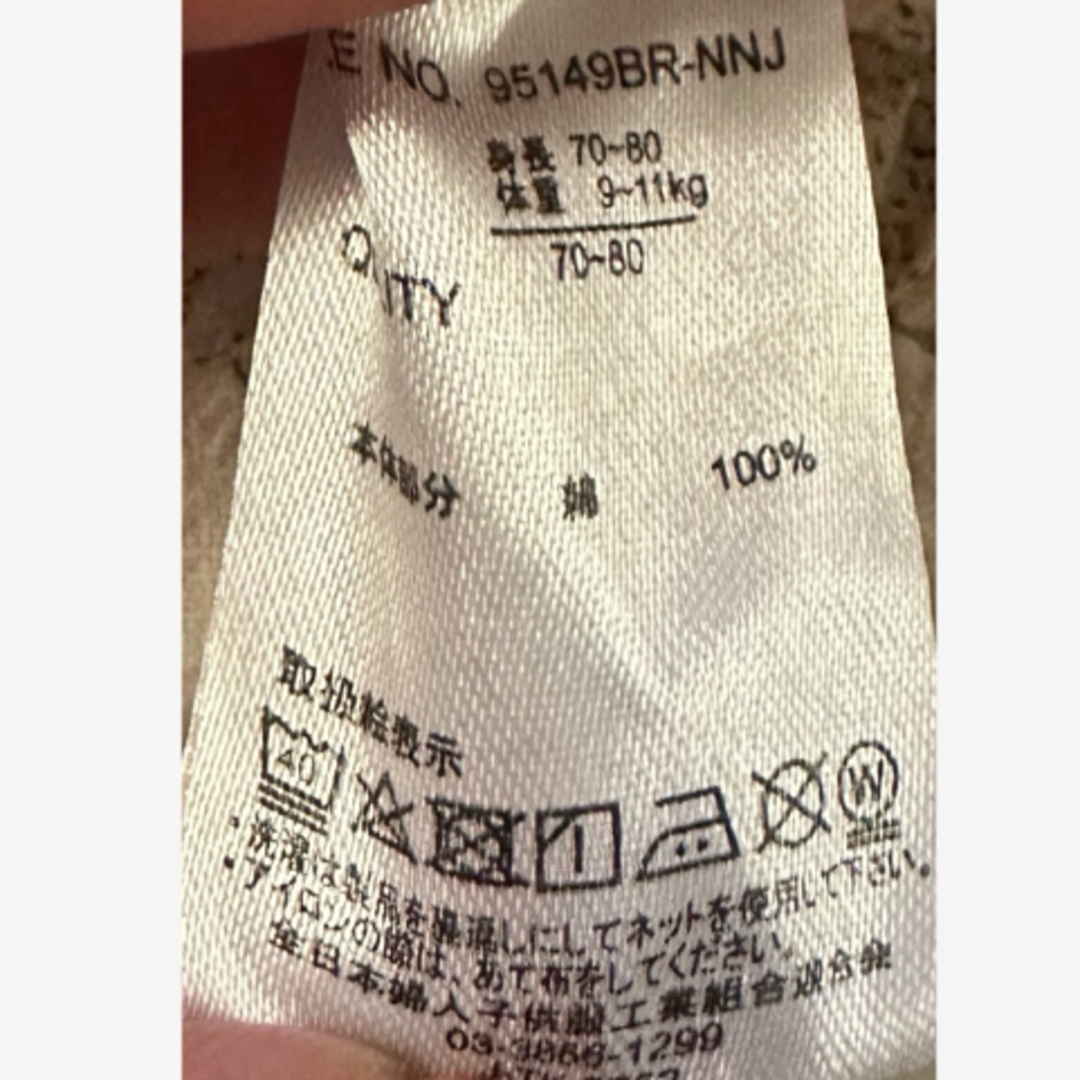 .E NO. 95149BR-NNJ
身長 70~80
体重 9~11kg
70~80
Q ITY
本体部分 綿 100%
取扱絵表示
40
W
・洗濯は製品を裏返しにしてネットを使用して下さい。
・アイロンの際は、あて布をしてください。
全日本婦人子供服工業組合連合会
03-3866-1299